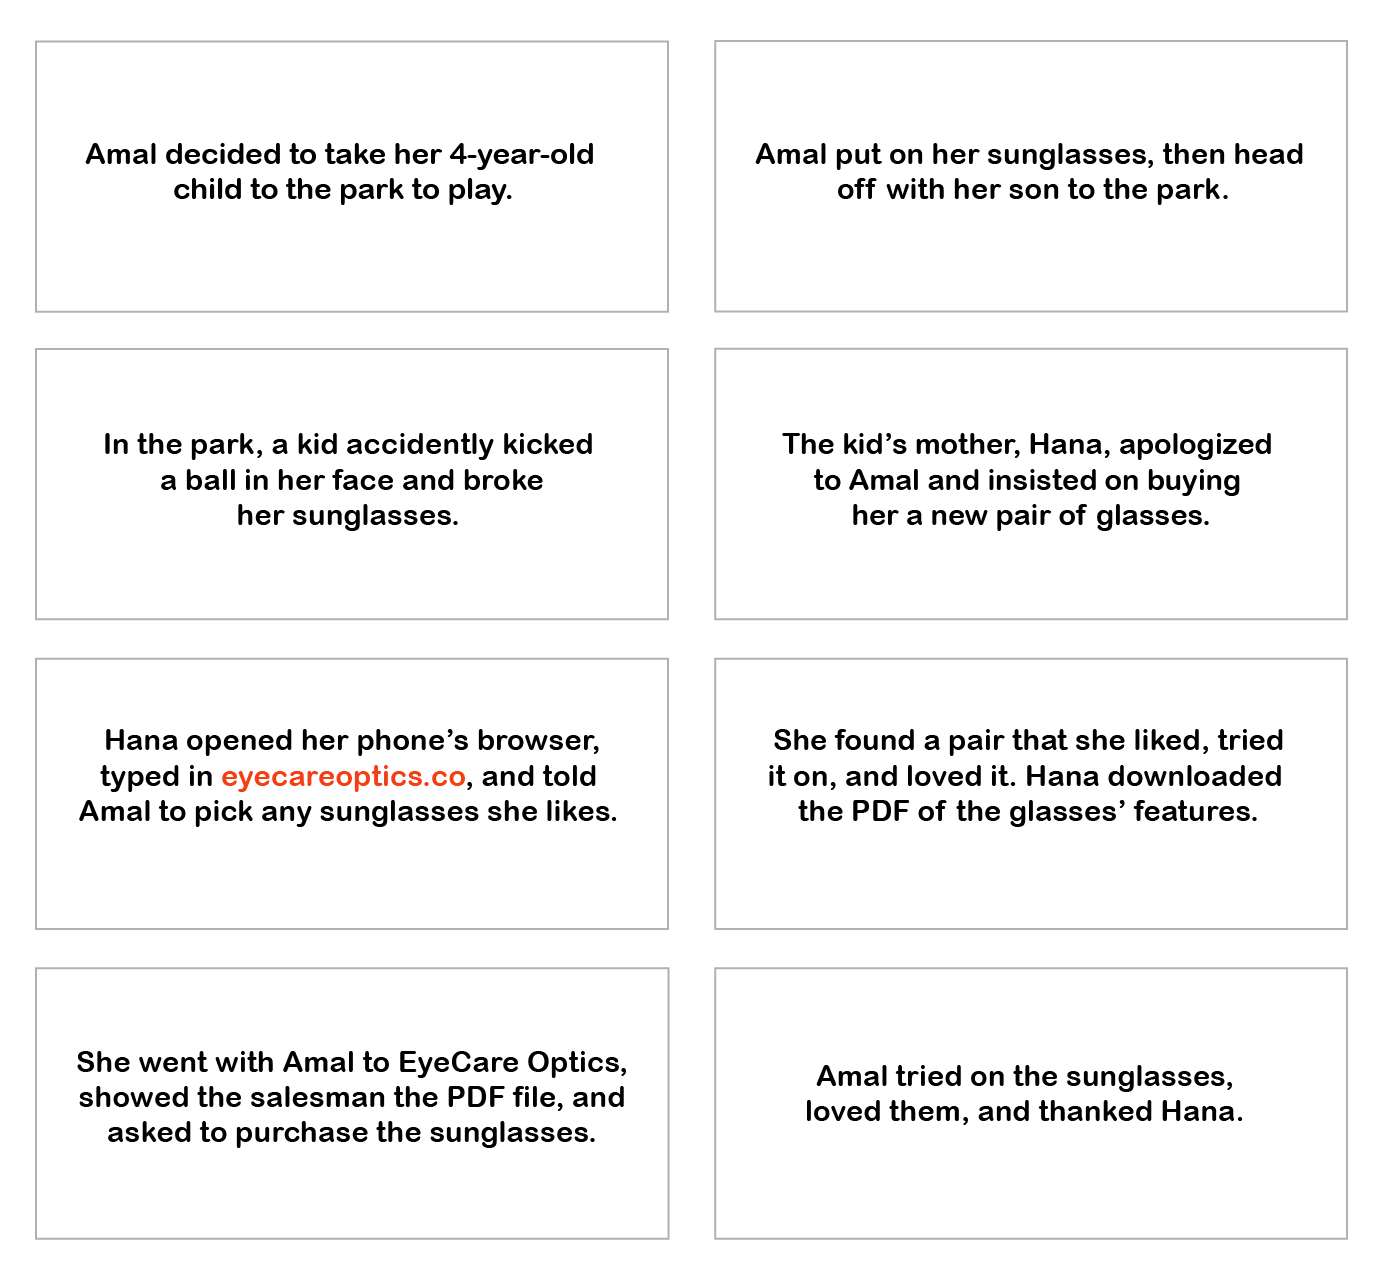 Amal decided to take her 4-year-old
child to the park to play.
Amal put on her sunglasses, then head
off with her son to the park.
In the park, a kid accidently kicked
a ball in her face and broke
her sunglasses.
The kid’s mother, Hana, apologized
to Amal and insisted on buying
her a new pair of glasses.
Hana opened her phone’s browser,
typed in eyecareoptics.co, and told
Amal to pick any sunglasses she likes.
She found a pair that she liked, tried
it on, and loved it. Hana downloaded
the PDF of the glasses’ features.
She went with Amal to EyeCare Optics,
showed the salesman the PDF file, and
asked to purchase the sunglasses.
Amal tried on the sunglasses,
loved them, and thanked Hana.